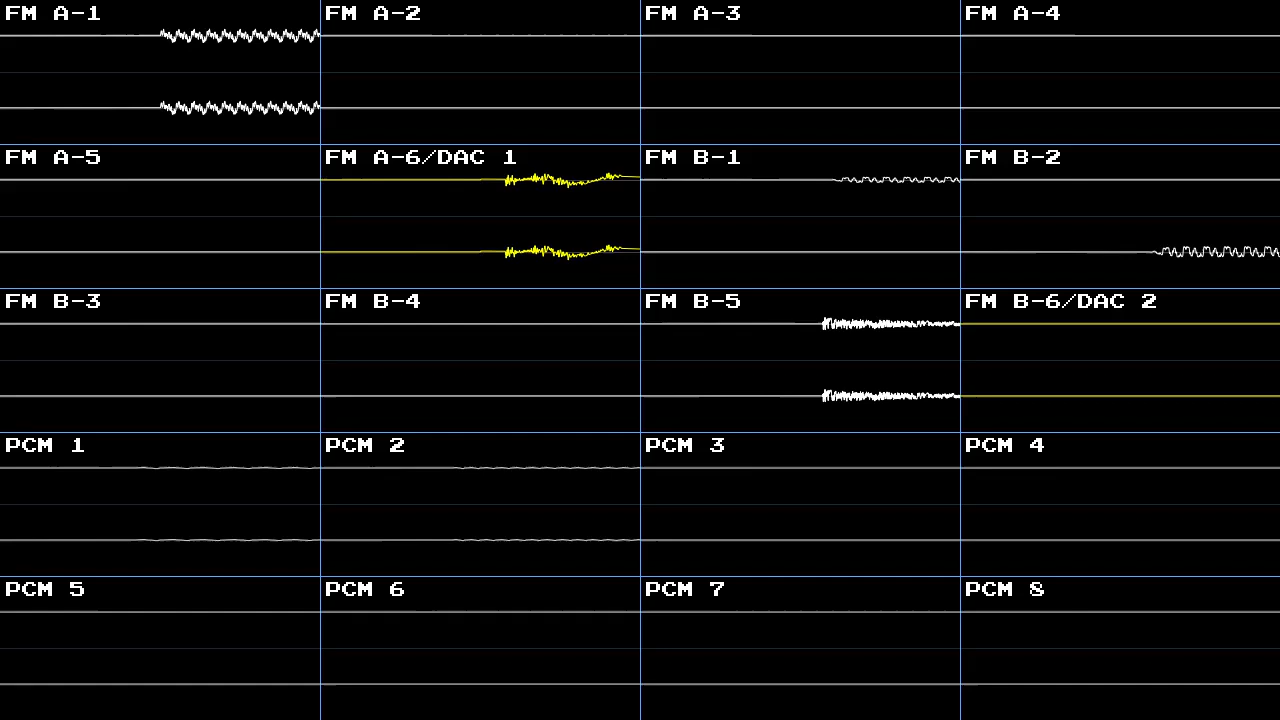 FM A-1
FM A-2
FM A-3
FM A-4
FM A-5
FM A-6/DAC 1
FM B-1
FM B-2
FM B-3
FM B-4
FM B-5
FM B-6/DAC 2
PCM 1
PCM 2
PCM 3
PCM 4
PCM 5
PCM 6
PCM 7
PCM 8